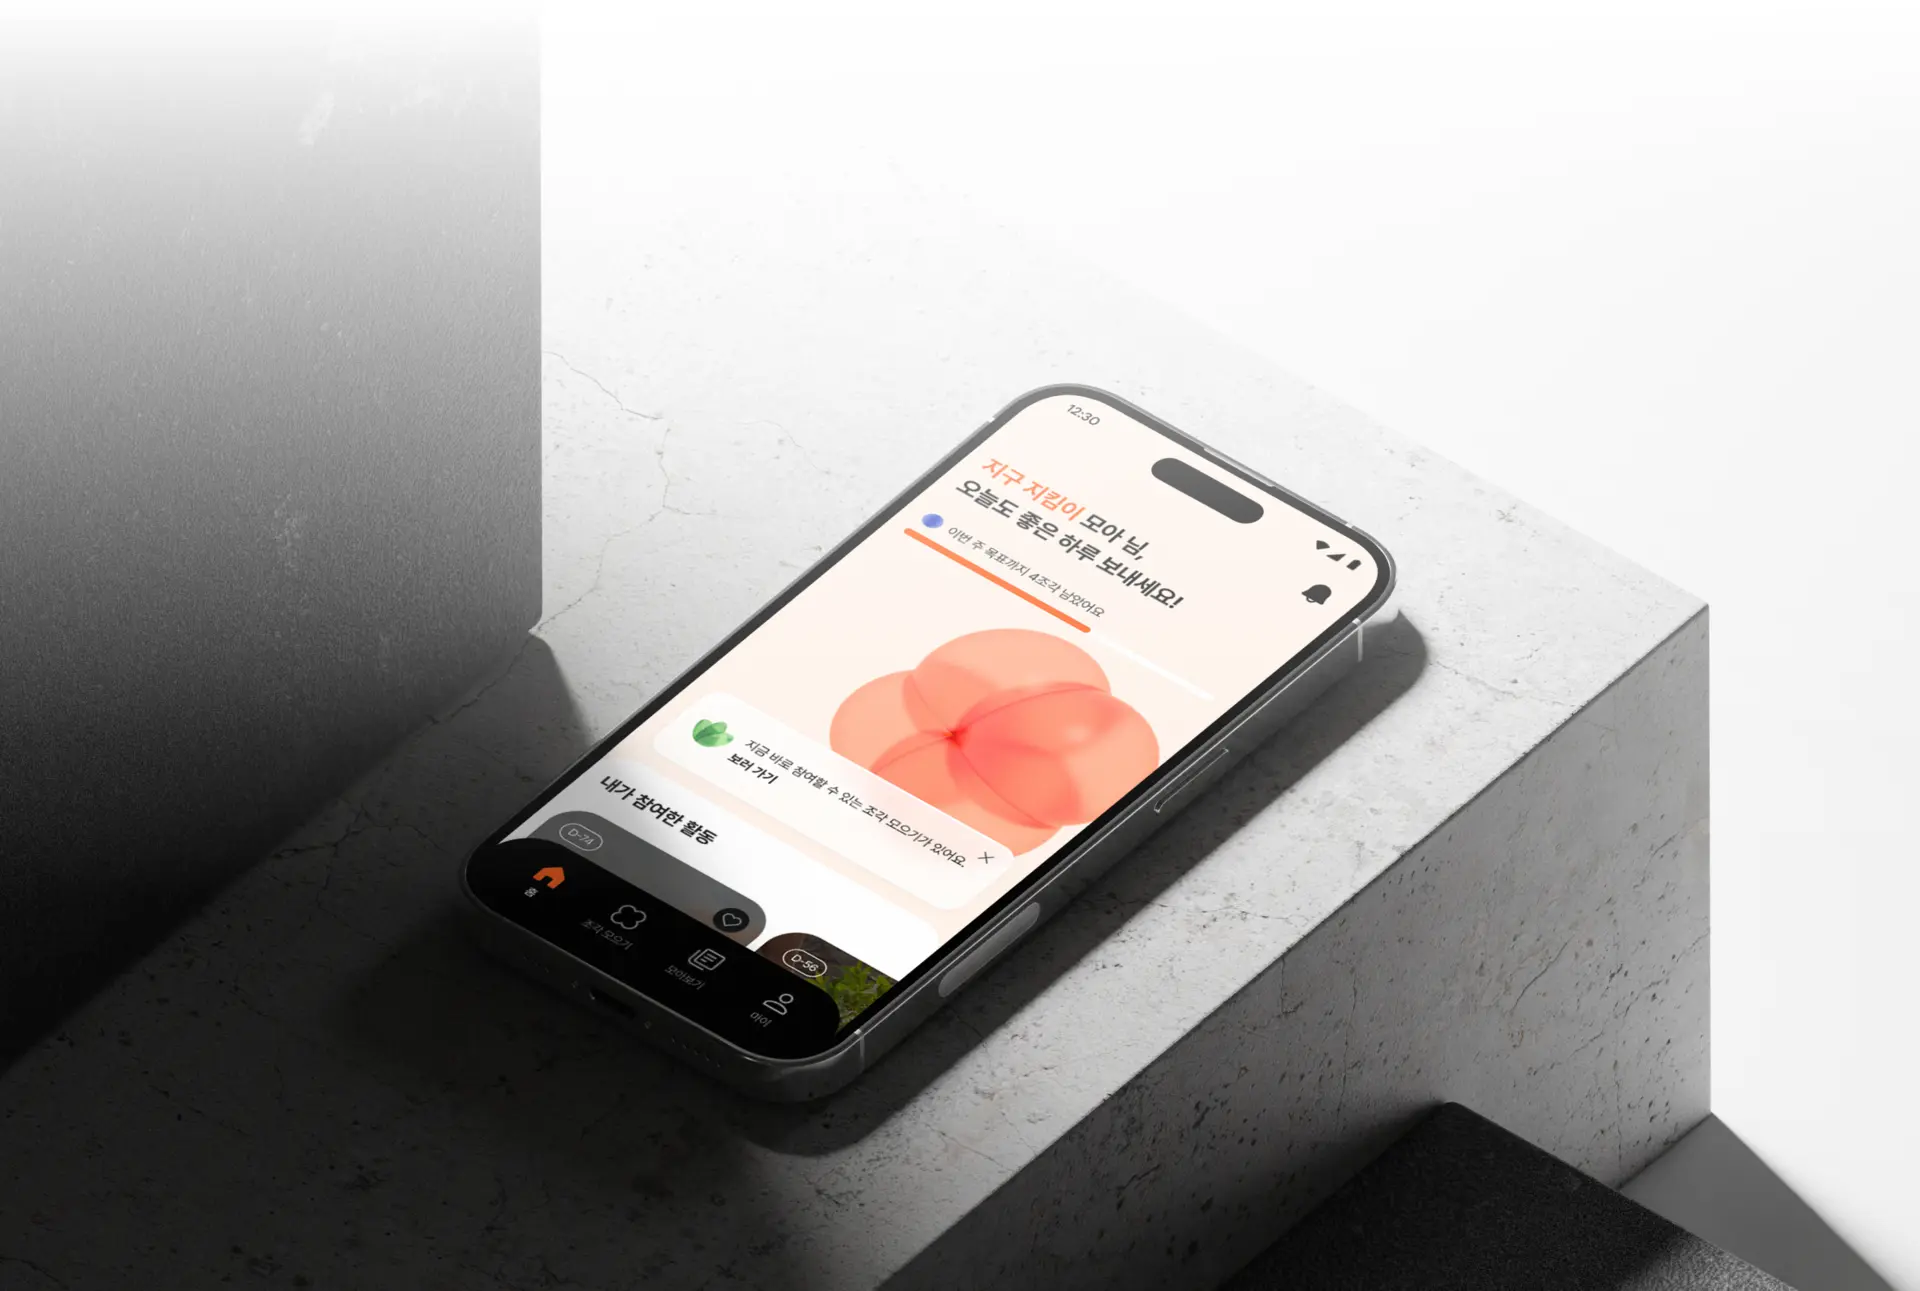 12:30
지구 지킴이 모아 님,
오늘도 좋은 하루 보내세요!
이번 주 목표까지 4조각 남았어요
지금 바로 참여할 수 있는 조각 모으기가 있어요.
보러 가기
내가 참여한 활동
D-74
D-56
홈
조각 모으기
모아보기
마이